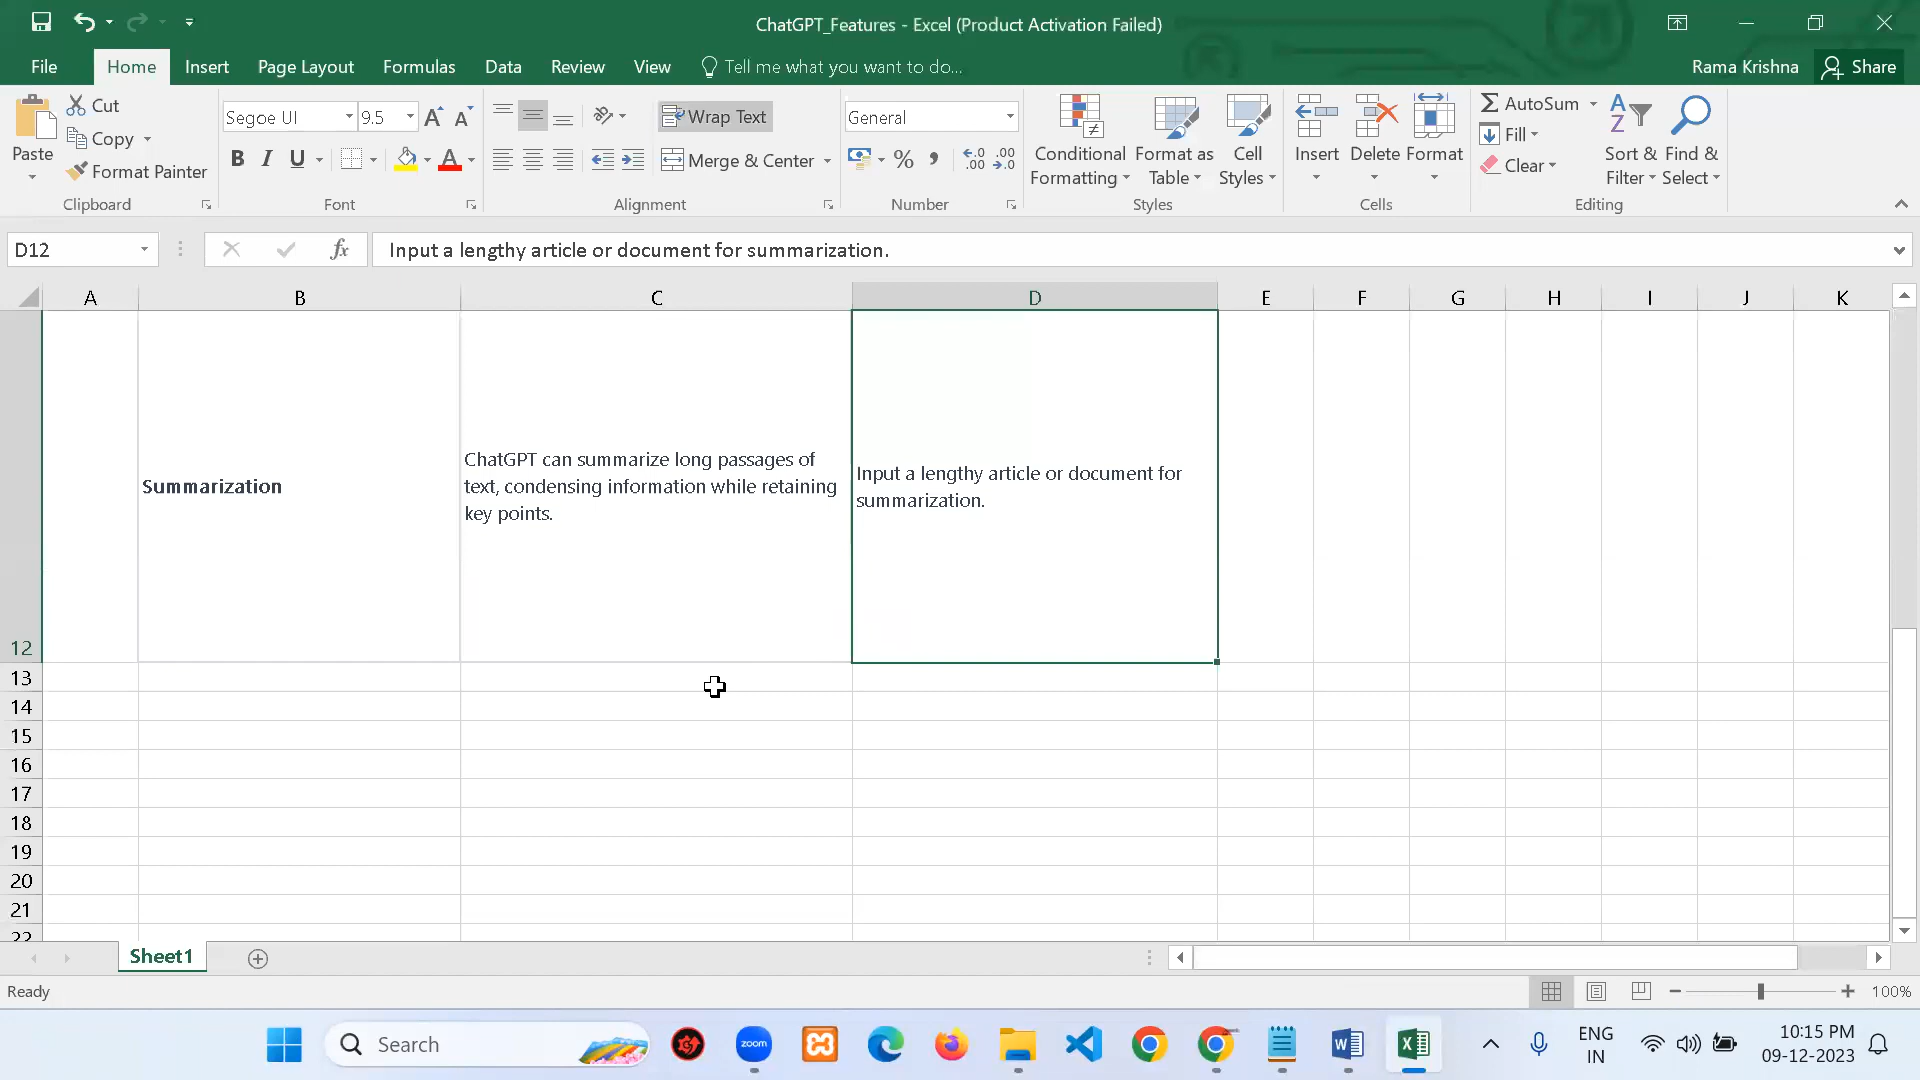 ChatGPT_Features - Excel (Product Activation Failed)
File
Home
Insert
Page Layout
Formulas
Data
Review
View
Tell me what you want to do...
Rama Krishna
Share
Paste
Cut
Copy
Format Painter
Clipboard
Segoe UI
9.5
B I U
Font
Wrap Text
Merge & Center
Alignment
General
Number
Conditional
Formatting
Format as
Table
Cell
Styles
Styles
Insert
Delete
Format
Cells
AutoSum
Fill
Clear
Sort &
Filter
Find &
Select
Editing
D12
fx
Input a lengthy article or document for summarization.
A B C D E F G H I J K
Summarization
ChatGPT can summarize long passages of
text, condensing information while retaining
key points.
Input a lengthy article or document for
summarization.
12
13
14
15
16
17
18
19
20
21
22
Sheet1
Ready
100%
Search
zoom
ENG
IN
10:15 PM
09-12-2023